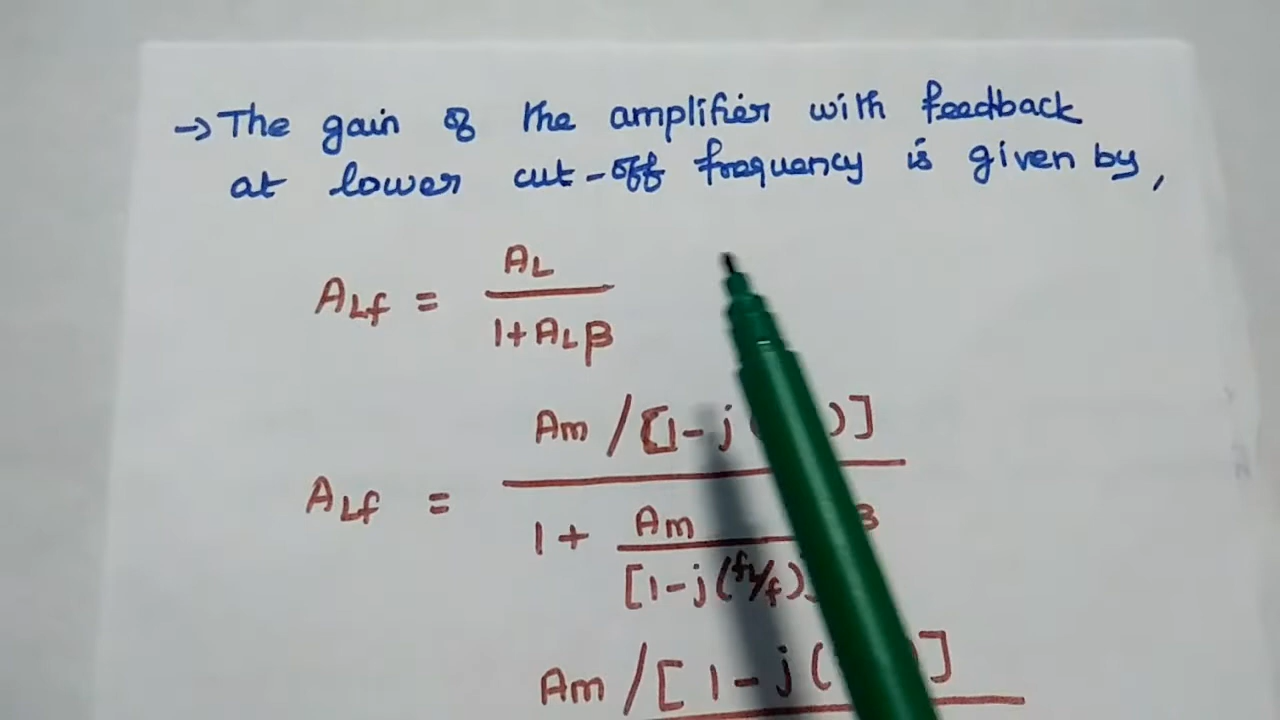 → The gain of the amplifier with feedback
at lower cut-off frequency is given by,
ALf = AL
1+ALβ
Am / [1-j( )]
ALf =
1+ Am
[1-j(fL/f)
Am / [1-j( ]